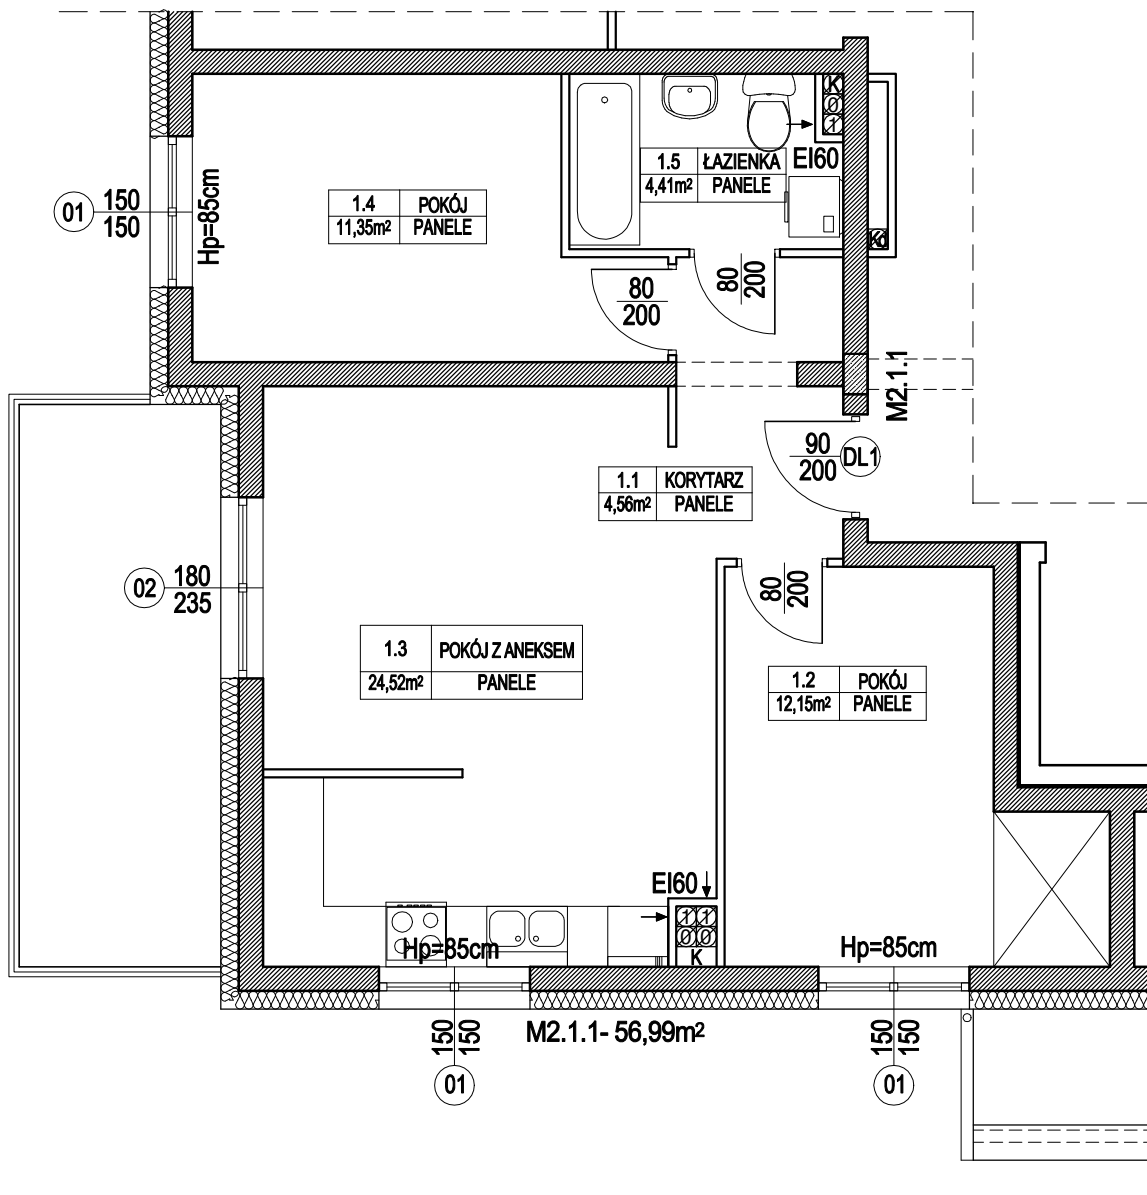 K
0
1
EI60
1.5 ŁAZIENKA
4,41m² PANELE
01
150
150
Hp=85cm
1.4 POKÓJ
11,35m² PANELE
80
200
80
200
M2.1.1
90
200
DL1
1.1 KORYTARZ
4,56m² PANELE
80
200
02
180
235
1.3 POKÓJ Z ANEKSEM
24,52m² PANELE
1.2 POKÓJ
12,15m² PANELE
EI60
1 1
0 0
K
Hp=85cm
Hp=85cm
150
150
M2.1.1- 56,99m²
150
150
01
01